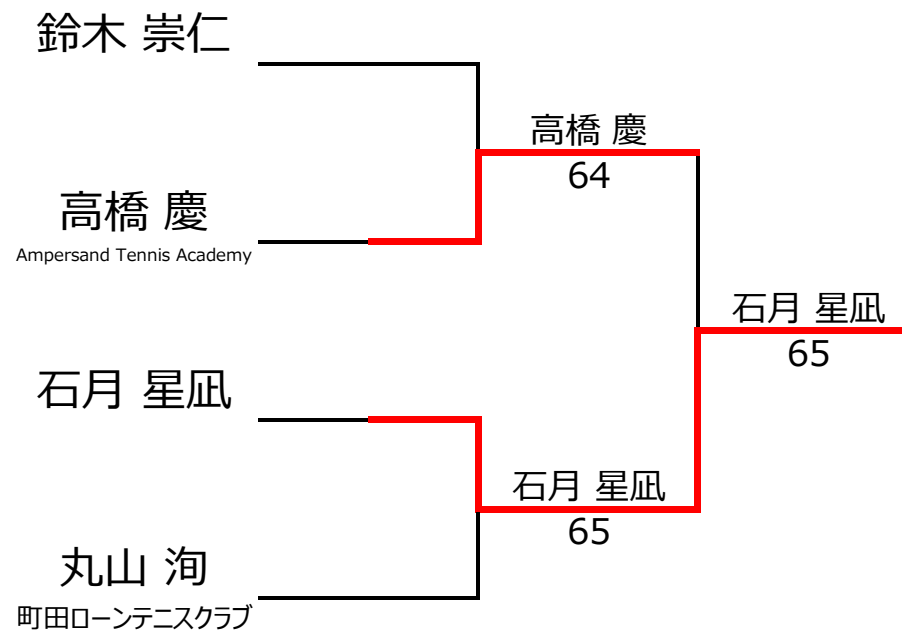 鈴木 崇仁
高橋 慶
64
高橋 慶
Ampersand Tennis Academy
石月 星凪
65
石月 星凪
石月 星凪
65
丸山 洵
町田ローンテニスクラブ